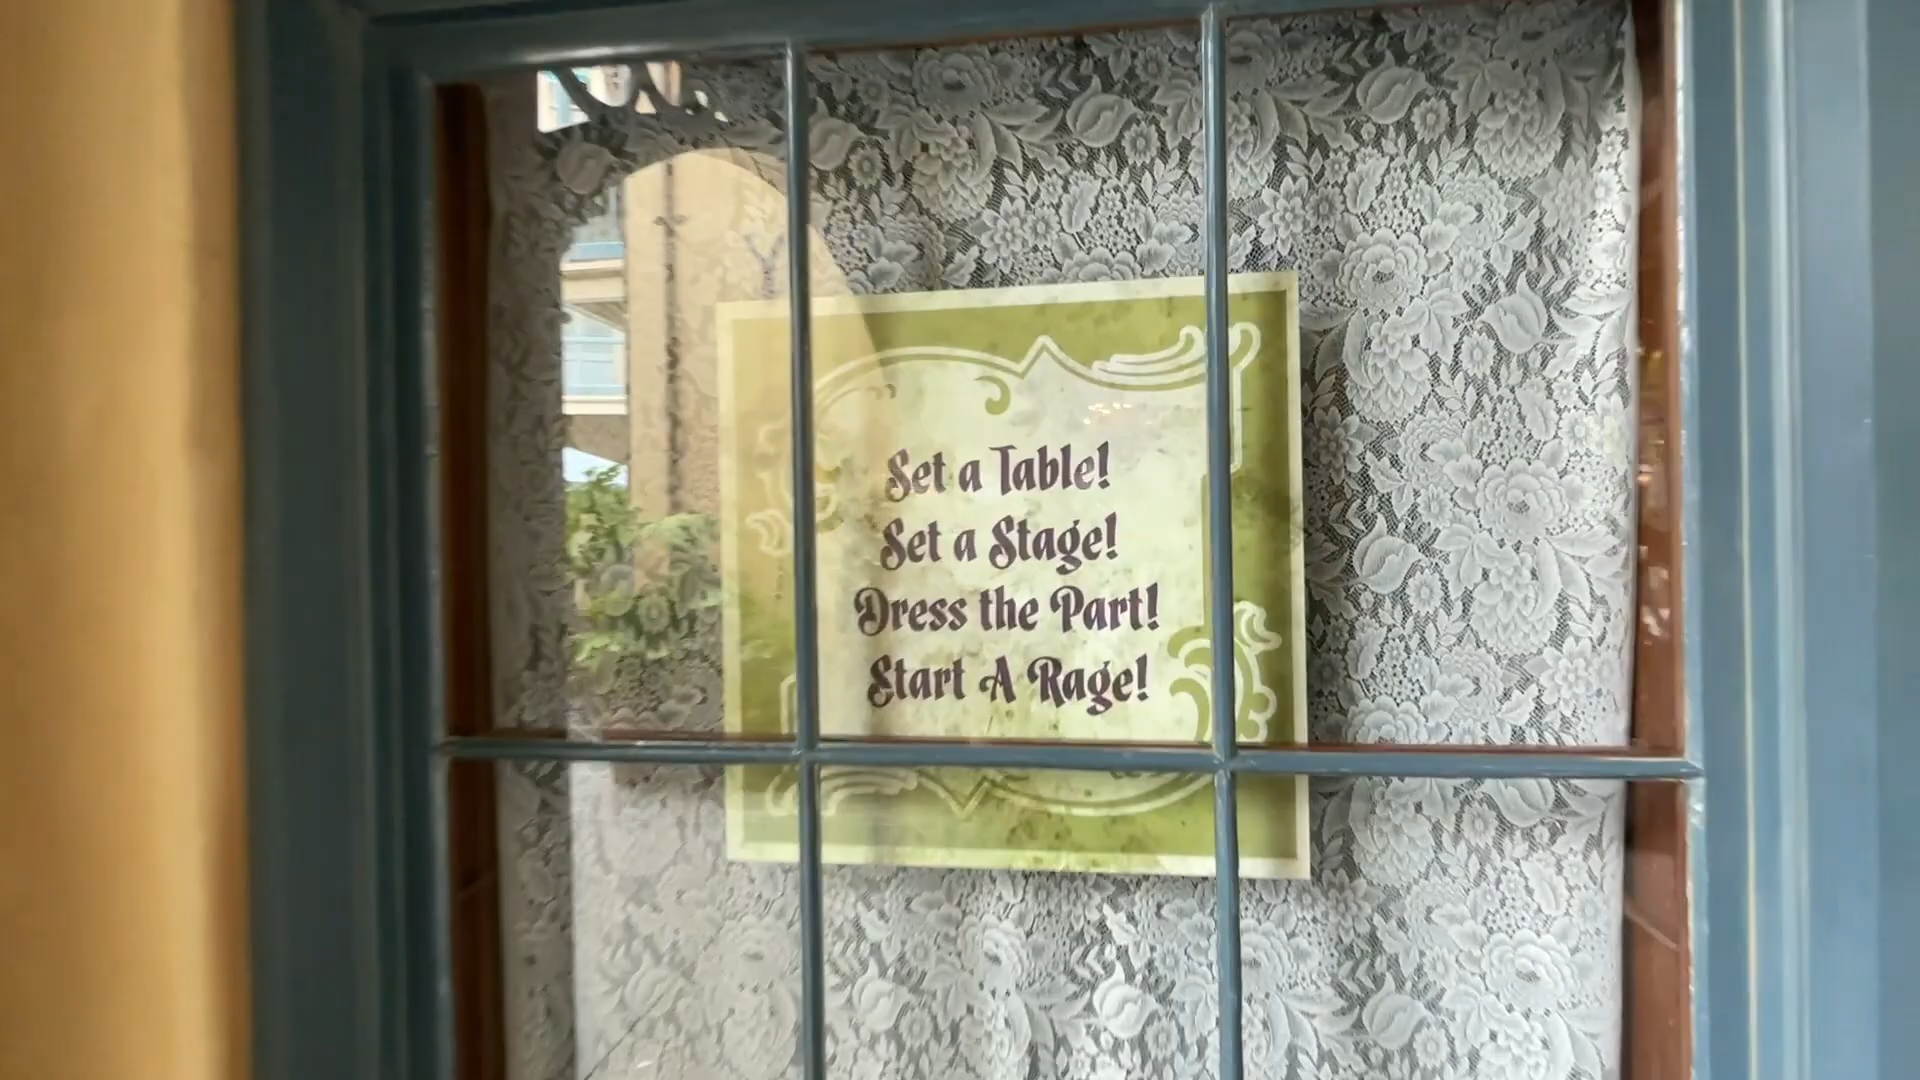 Set a Table!
Set a Stage!
Dress the Part!
Start A Rage!